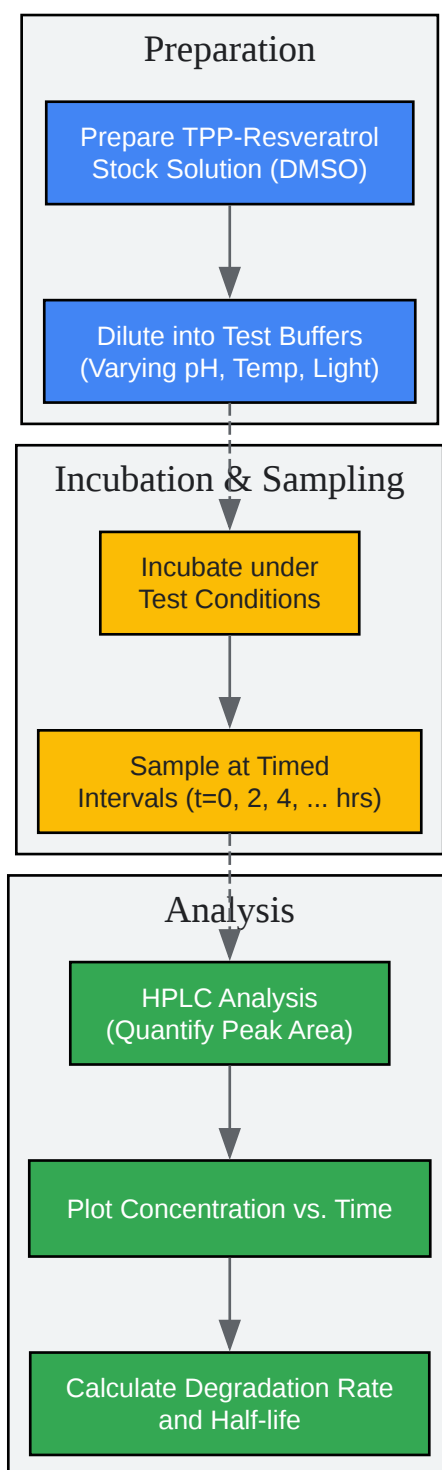 Preparation
Prepare TPP-Resveratrol
Stock Solution (DMSO)
Dilute into Test Buffers
(Varying pH, Temp, Light)
Incubation & Sampling
Incubate under
Test Conditions
Sample at Timed
Intervals (t=0, 2, 4, ... hrs)
Analysis
HPLC Analysis
(Quantify Peak Area)
Plot Concentration vs. Time
Calculate Degradation Rate
and Half-life